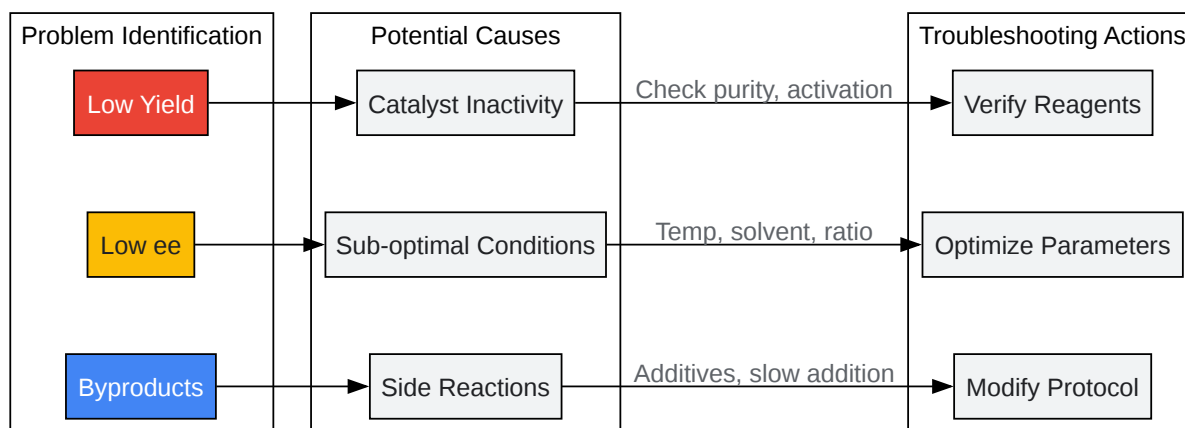 Problem Identification
Potential Causes
Troubleshooting Actions
Low Yield
Catalyst Inactivity
Check purity, activation
Verify Reagents
Low ee
Sub-optimal Conditions
Temp, solvent, ratio
Optimize Parameters
Byproducts
Side Reactions
Additives, slow addition
Modify Protocol